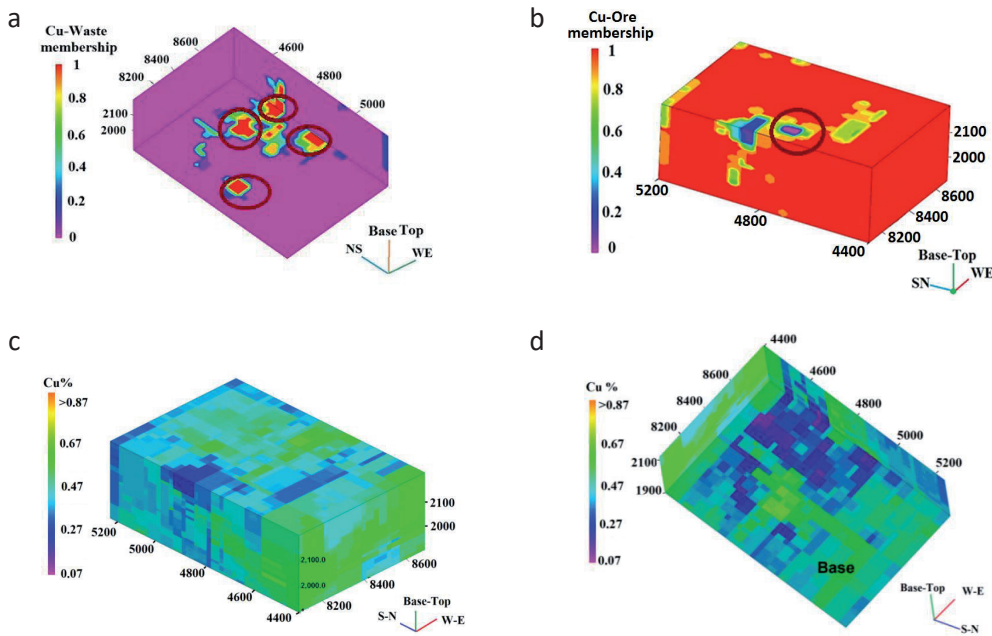 a
Cu-Waste
membership
1
0.8
0.6
0.4
0.2
0
8600
8400
8200
2100
2000
4600
4800
5000
Base Top
NS
WE
b
Cu-Ore
membership
1
0.8
0.6
0.4
0.2
0
5200
4800
4400
2100
2000
8600
8400
8200
Base-Top
SN
WE
c
Cu%
>0.87
0.67
0.47
0.27
0.07
5200
5000
4800
4600
4400
2100
2000
2,100.0
2,000.0
8600
8400
8200
Base-Top
S-N
W-E
d
Cu %
>0.87
0.67
0.47
0.27
0.07
4400
4600
4800
5000
5200
8600
8400
8200
2100
1900
Base
Base-Top
W-E
S-N